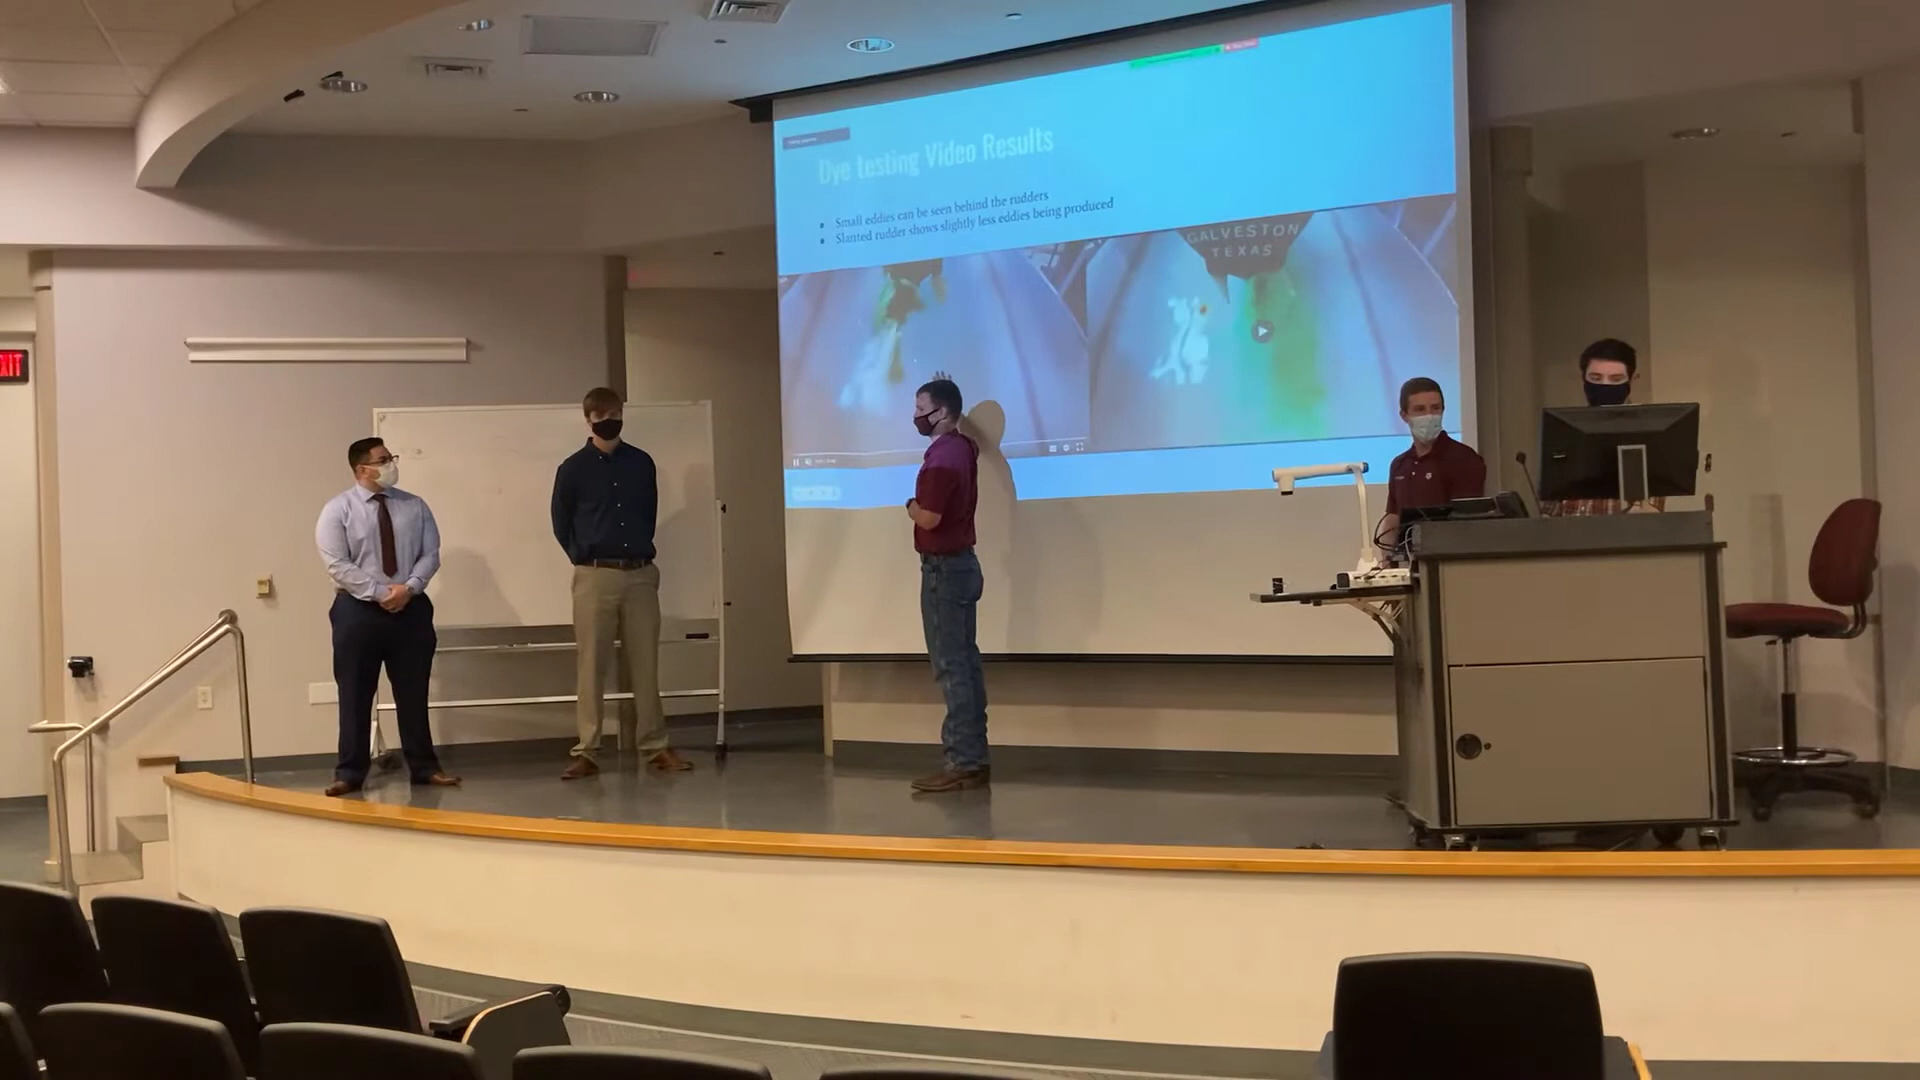 Dye testing Video Results
Small eddies can be seen behind the rudders
Slanted rudder shows slightly less eddies being produced
GALVESTON
TEXAS
EXIT